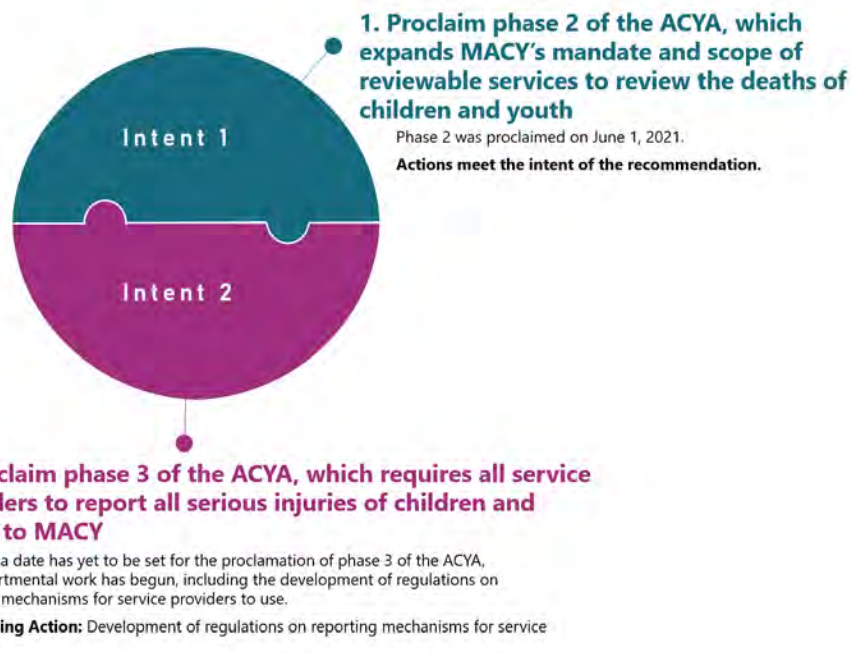 1. Proclaim phase 2 of the ACYA, which
expands MACY’s mandate and scope of
reviewable services to review the deaths of
children and youth
Phase 2 was proclaimed on June 1, 2021.
Actions meet the intent of the recommendation.
Intent 1
Intent 2
claim phase 3 of the ACYA, which requires all service
ders to report all serious injuries of children and
to MACY
a date has yet to be set for the proclamation of phase 3 of the ACYA,
rtmental work has begun, including the development of regulations on
mechanisms for service providers to use.
ing Action: Development of regulations on reporting mechanisms for service